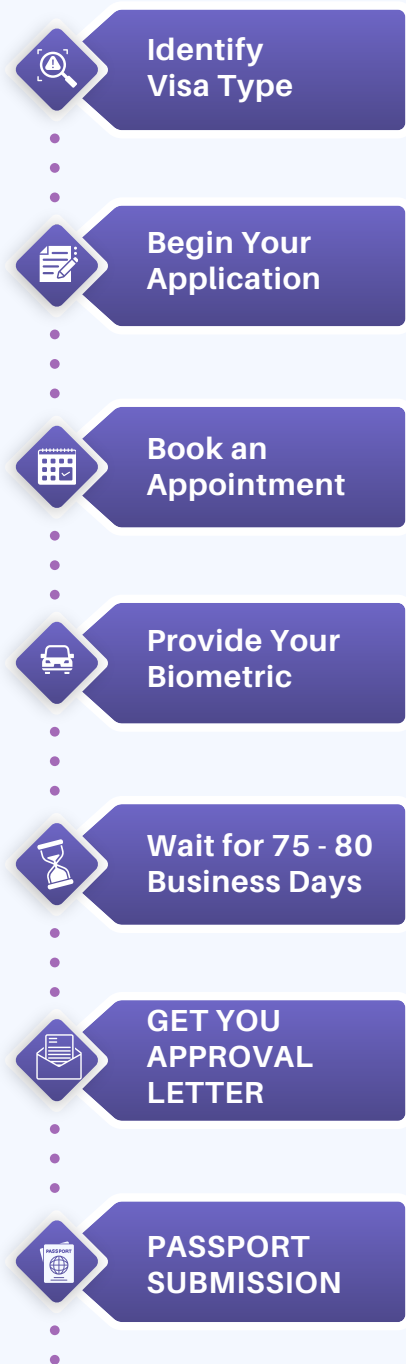 Identify
Visa Type
Begin Your
Application
Book an
Appointment
Provide Your
Biometric
Wait for 75 - 80
Business Days
GET YOU
APPROVAL
LETTER
PASSPORT
PASSPORT
SUBMISSION